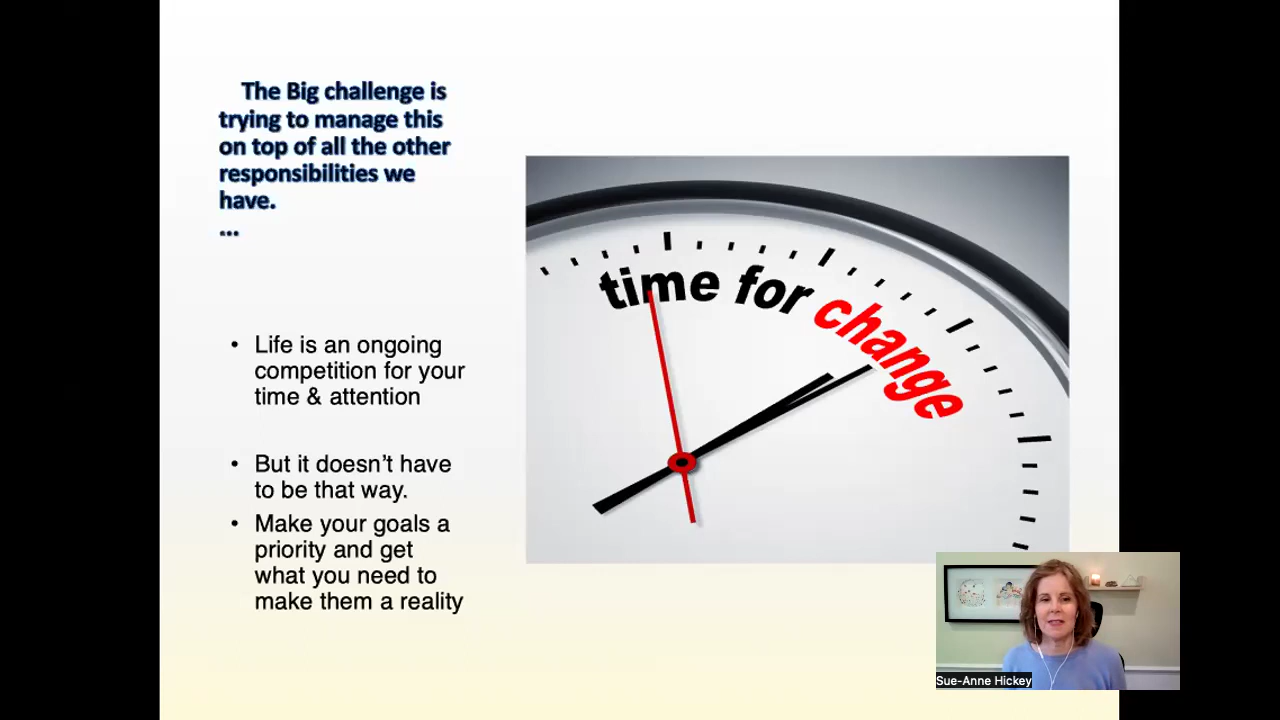 The Big challenge is
trying to manage this
on top of all the other
responsibilities we
have.
...
Life is an ongoing
competition for your
time & attention
But it doesn’t have
to be that way.
Make your goals a
priority and get
what you need to
make them a reality
time for change
Sue-Anne Hickey